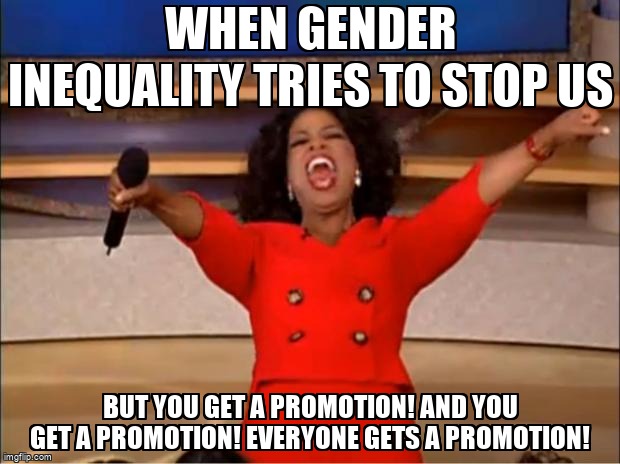 WHEN GENDER
INEQUALITY TRIES TO STOP US
BUT YOU GET A PROMOTION! AND YOU
GET A PROMOTION! EVERYONE GETS A PROMOTION!
imgflip.com